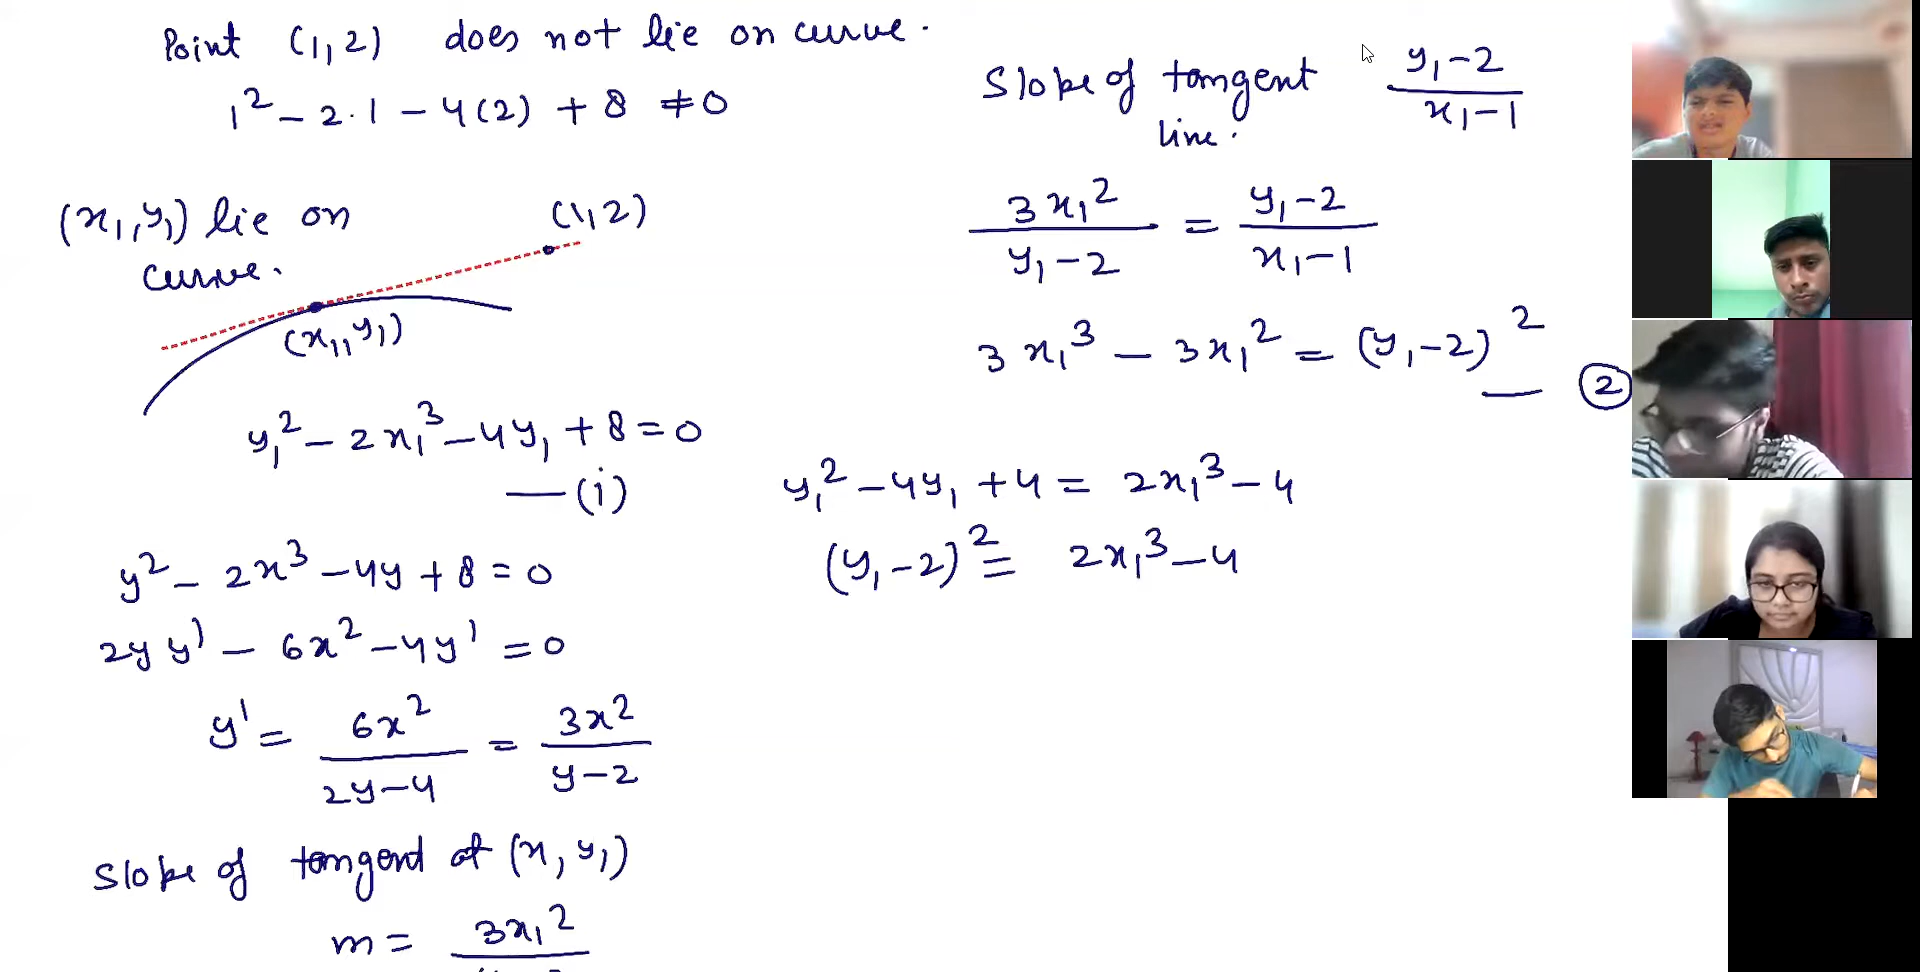 Point (1,2) does not lie on curve.
1² – 2·1 – 4(2) + 8 ≠ 0
(x₁,y₁) lie on
curve.
(1,2)
(x₁,y₁)
y₁² – 2x₁³ – 4y₁ + 8 = 0
—(i)
y² – 2x³ – 4y + 8 = 0
2y y' – 6x² – 4y' = 0
y' = 6x² / (2y – 4) = 3x² / (y – 2)
Slope of tangent at (x, y₁)
m = 3x₁²
Slope of tangent (y₁ – 2) / (x₁ – 1)
line.
3x₁² / (y₁ – 2) = (y₁ – 2) / (x₁ – 1)
3x₁³ – 3x₁² = (y₁ – 2)²
— ②
y₁² – 4y₁ + 4 = 2x₁³ – 4
(y₁ – 2)² = 2x₁³ – 4